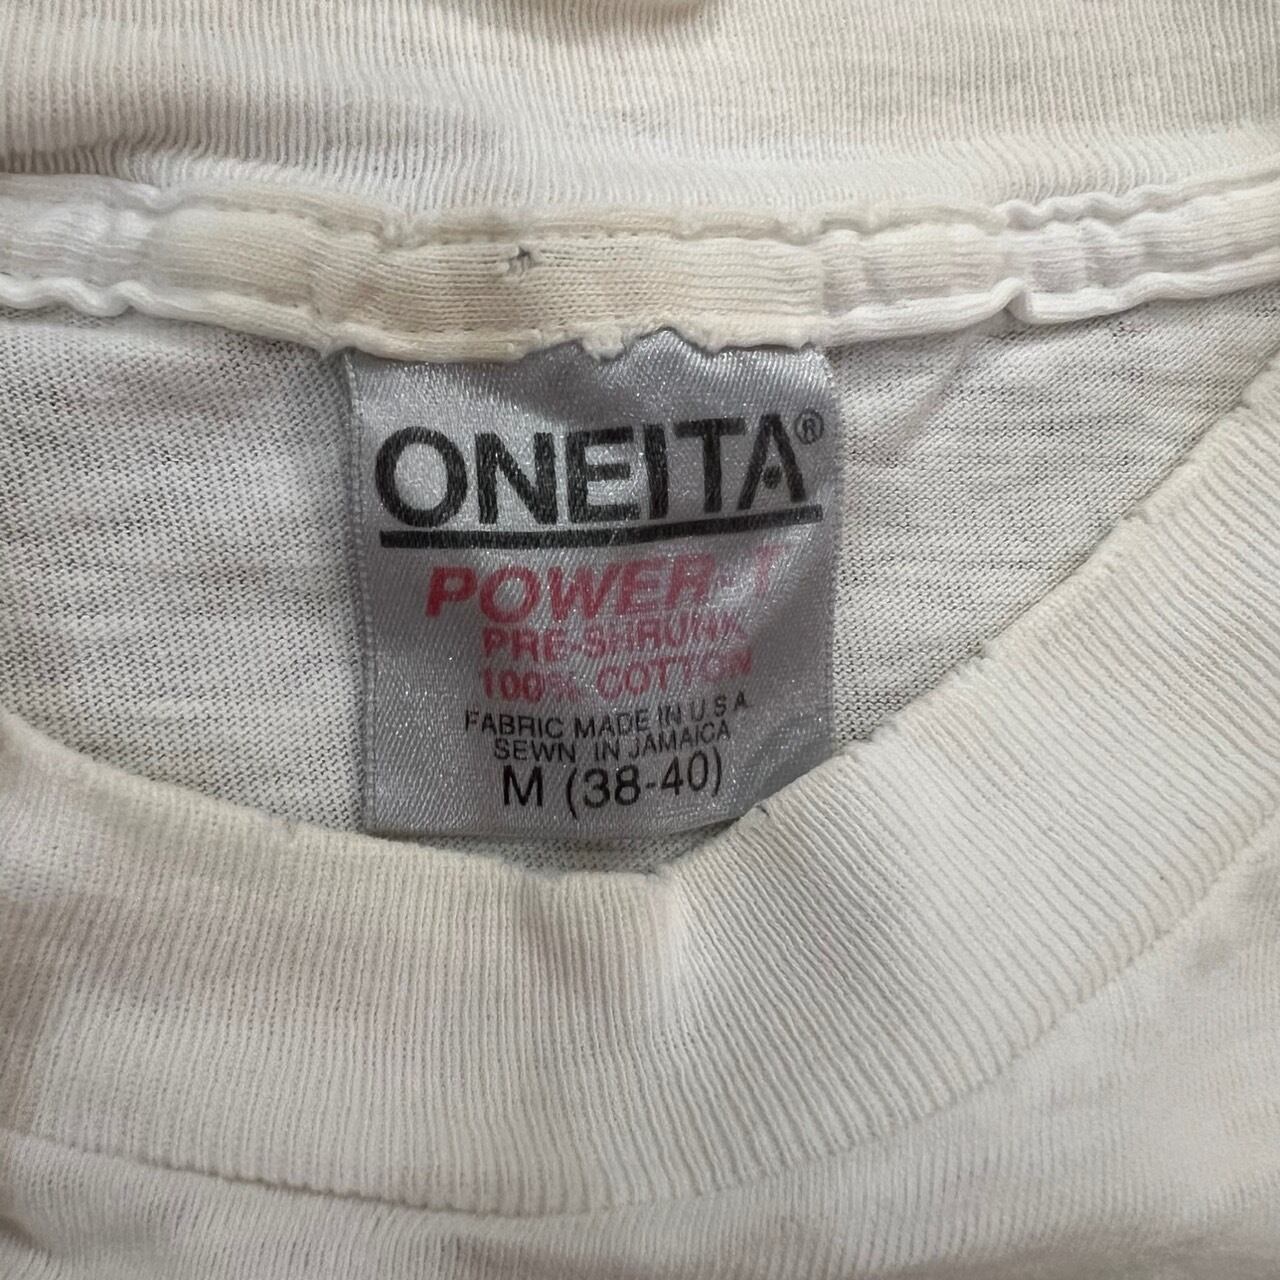 ONEITA®
POWER-T
PRE-SHRUNK
100% COTTON
FABRIC MADE IN U S A
SEWN IN JAMAICA
M (38-40)